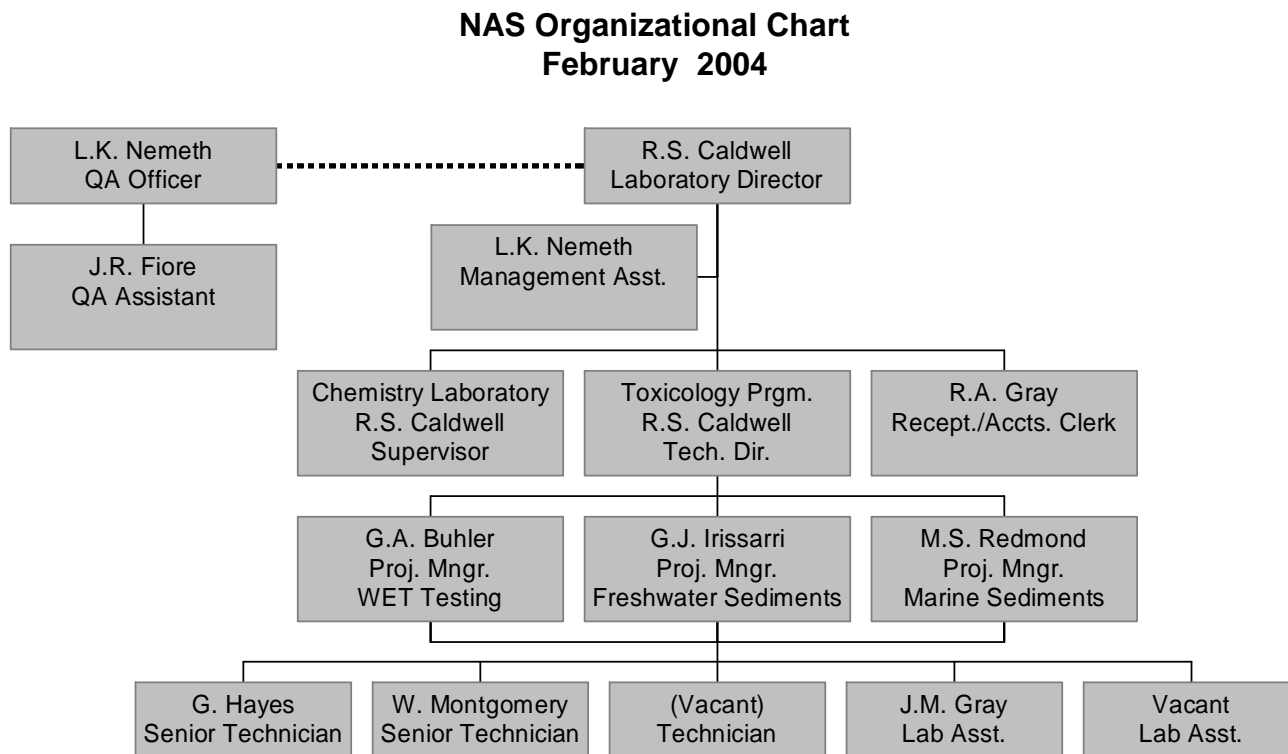 NAS Organizational Chart
February 2004
L.K. Nemeth
QA Officer
R.S. Caldwell
Laboratory Director
J.R. Fiore
QA Assistant
L.K. Nemeth
Management Asst.
Chemistry Laboratory
R.S. Caldwell
Supervisor
Toxicology Prgm.
R.S. Caldwell
Tech. Dir.
R.A. Gray
Recept./Accts. Clerk
G.A. Buhler
Proj. Mngr.
WET Testing
G.J. Irissarri
Proj. Mngr.
Freshwater Sediments
M.S. Redmond
Proj. Mngr.
Marine Sediments
G. Hayes
Senior Technician
W. Montgomery
Senior Technician
(Vacant)
Technician
J.M. Gray
Lab Asst.
Vacant
Lab Asst.